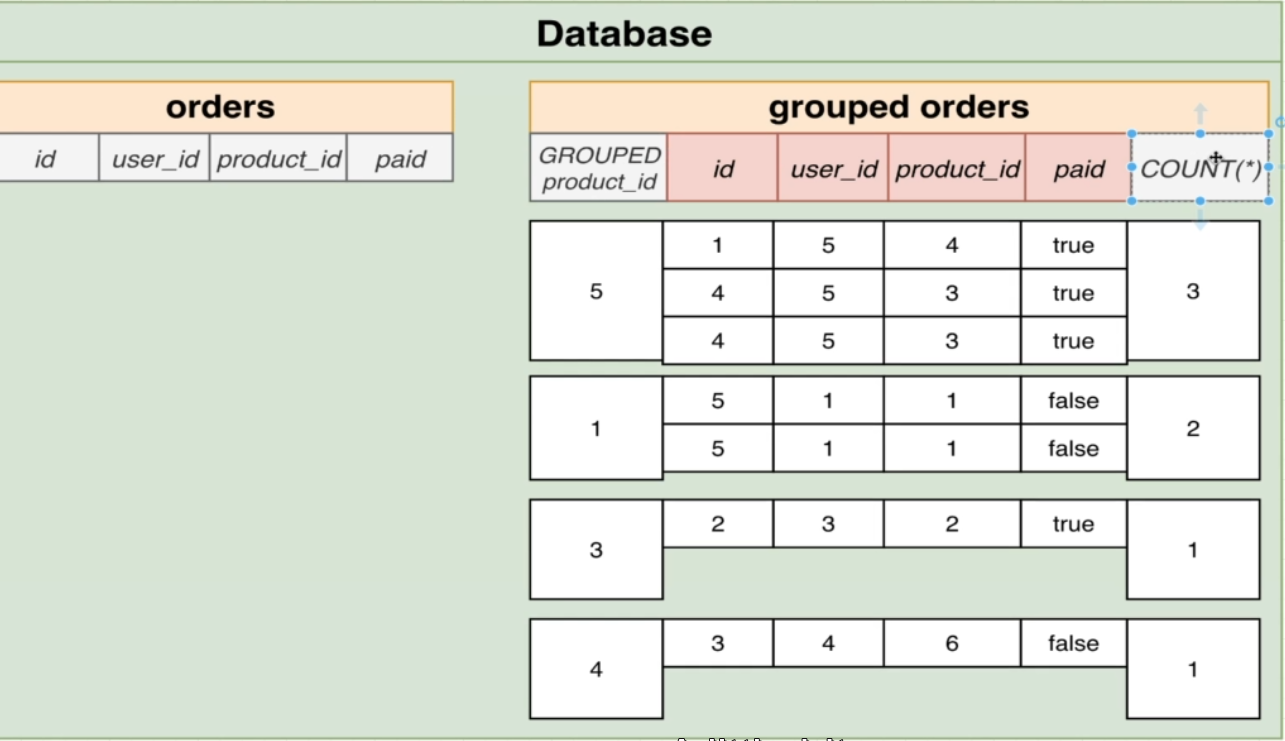 Database
orders
id user_id product_id paid
grouped orders
GROUPED product_id id user_id product_id paid COUNT(*)
5
1 5 4 true
4 5 3 true
4 5 3 true
3
1
5 1 1 false
5 1 1 false
2
3
2 3 2 true
1
4
3 4 6 false
1